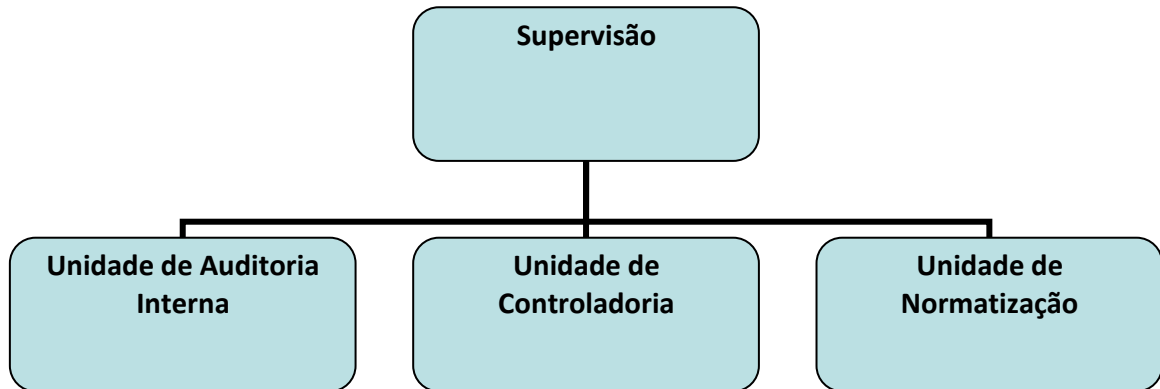 Supervisão
Unidade de Auditoria
Interna
Unidade de
Controladoria
Unidade de
Normatização